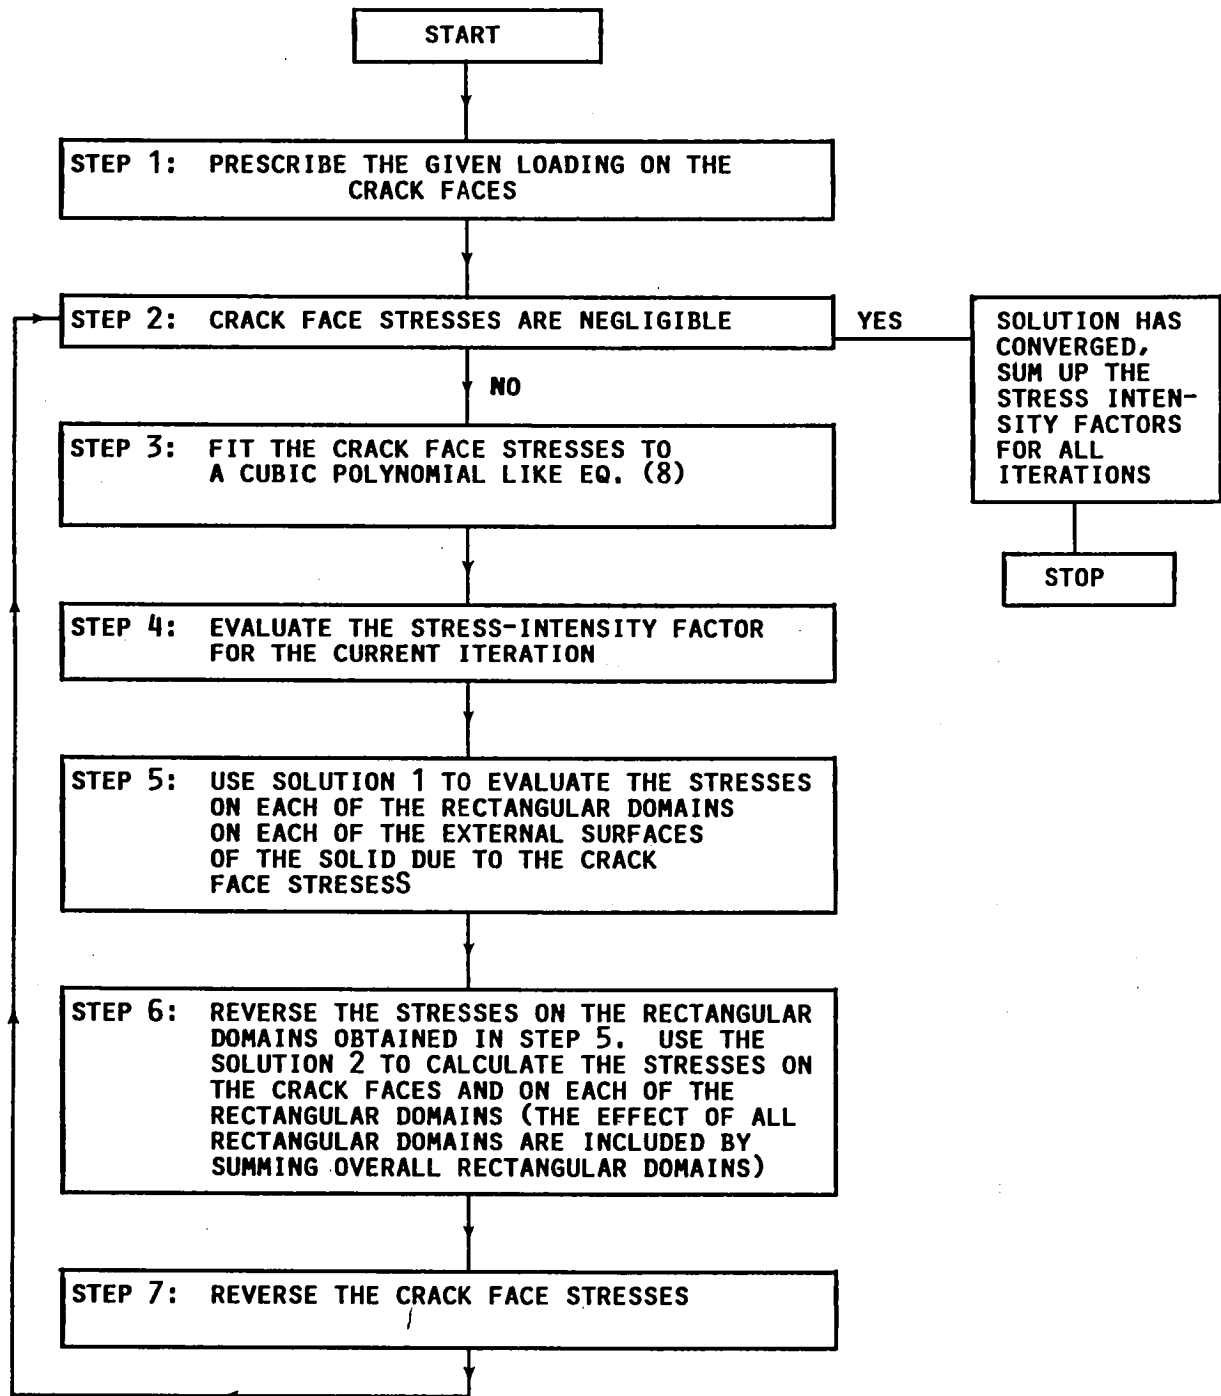 START
STEP 1: PRESCRIBE THE GIVEN LOADING ON THE
CRACK FACES
STEP 2: CRACK FACE STRESSES ARE NEGLIGIBLE
YES
SOLUTION HAS
CONVERGED,
SUM UP THE
STRESS INTEN-
SITY FACTORS
FOR ALL
ITERATIONS
STOP
NO
STEP 3: FIT THE CRACK FACE STRESSES TO
A CUBIC POLYNOMIAL LIKE EQ. (8)
STEP 4: EVALUATE THE STRESS-INTENSITY FACTOR
FOR THE CURRENT ITERATION
STEP 5: USE SOLUTION 1 TO EVALUATE THE STRESSES
ON EACH OF THE RECTANGULAR DOMAINS
ON EACH OF THE EXTERNAL SURFACES
OF THE SOLID DUE TO THE CRACK
FACE STRESESS
STEP 6: REVERSE THE STRESSES ON THE RECTANGULAR
DOMAINS OBTAINED IN STEP 5. USE THE
SOLUTION 2 TO CALCULATE THE STRESSES ON
THE CRACK FACES AND ON EACH OF THE
RECTANGULAR DOMAINS (THE EFFECT OF ALL
RECTANGULAR DOMAINS ARE INCLUDED BY
SUMMING OVERALL RECTANGULAR DOMAINS)
STEP 7: REVERSE THE CRACK FACE STRESSES